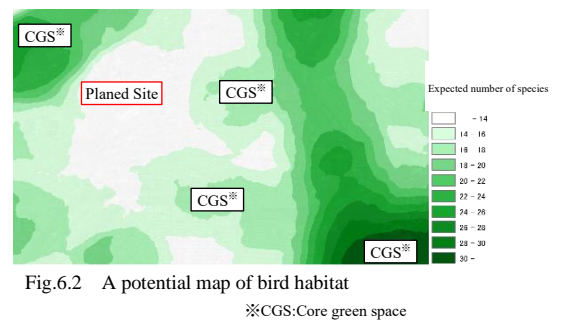 CGS※
Planed Site
CGS※
CGS※
CGS※
Expected number of species
- 14
14 - 16
16 - 18
18 - 20
20 - 22
22 - 24
24 - 26
26 - 28
28 - 30
30 -
Fig.6.2 A potential map of bird habitat
※CGS:Core green space